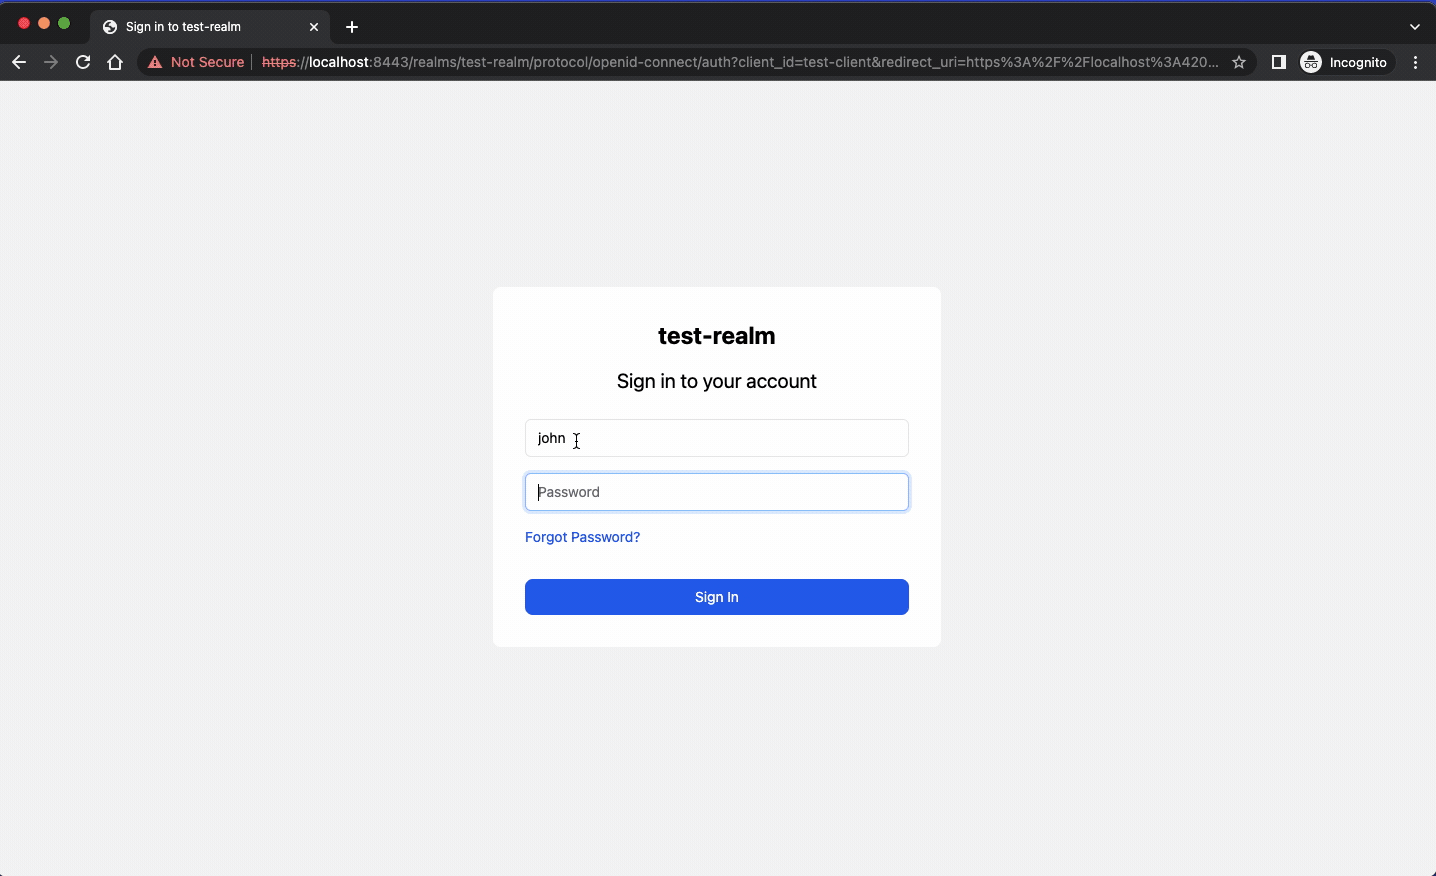 Sign in to test-realm
Not Secure https://localhost:8443/realms/test-realm/protocol/openid-connect/auth?client_id=test-client&redirect_uri=https%3A%2F%2Flocalhost%3A420... Incognito
test-realm
Sign in to your account
john
Password
Forgot Password?
Sign In